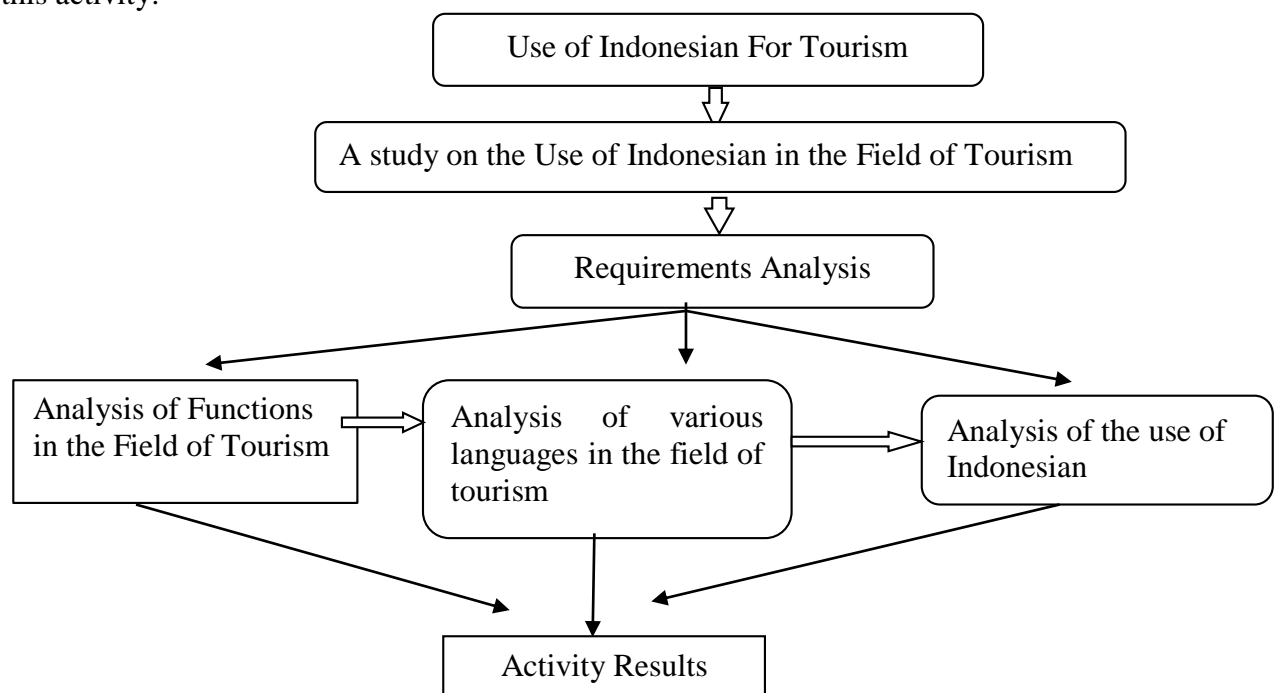 this activity.
Use of Indonesian For Tourism
A study on the Use of Indonesian in the Field of Tourism
Requirements Analysis
Analysis of Functions
in the Field of Tourism
Analysis of various
languages in the field of
tourism
Analysis of the use of
Indonesian
Activity Results